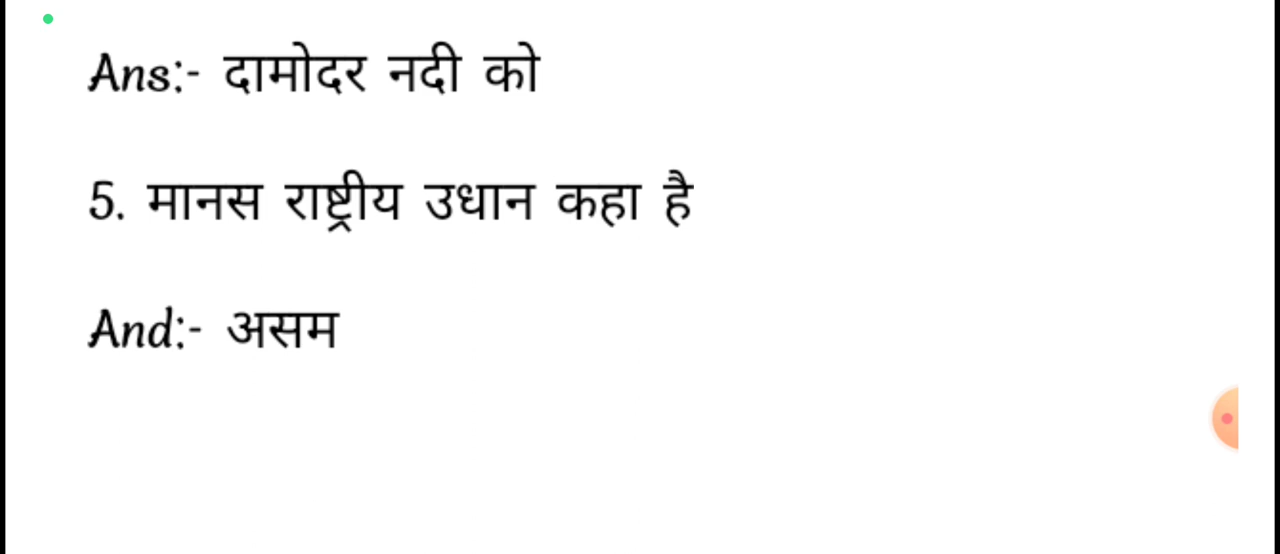 Ans:- दामोदर नदी को
5. मानस राष्ट्रीय उधान कहा है
And:- असम